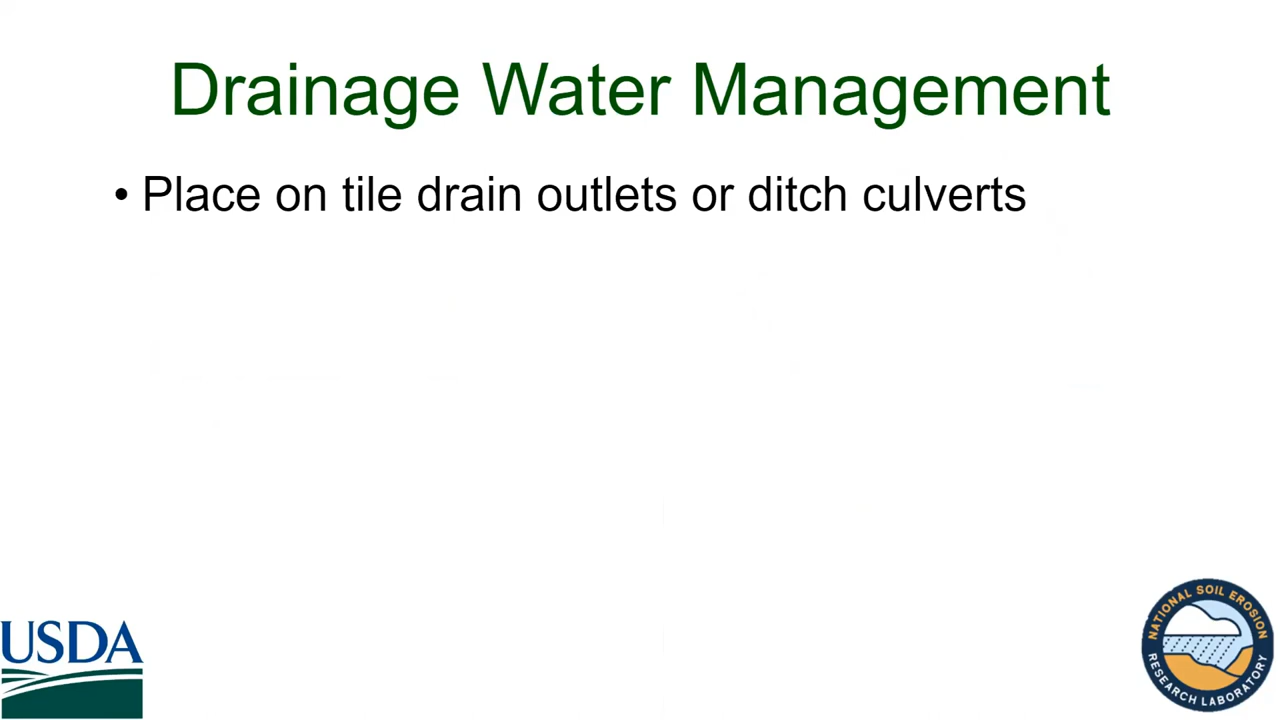 Drainage Water Management
• Place on tile drain outlets or ditch culverts
USDA
NATIONAL SOIL EROSION
RESEARCH LABORATORY